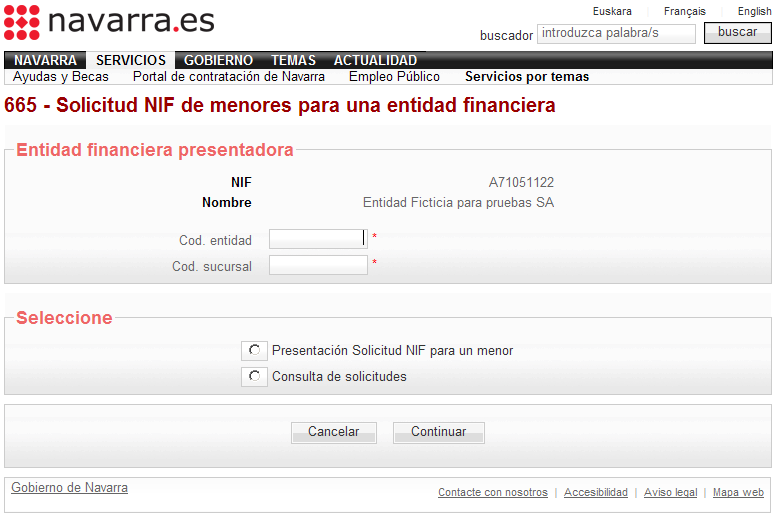 navarra.es
Euskara | Français | English
buscador introduzca palabra/s buscar
NAVARRA SERVICIOS GOBIERNO TEMAS ACTUALIDAD
Ayudas y Becas Portal de contratación de Navarra Empleo Público Servicios por temas
665 - Solicitud NIF de menores para una entidad financiera
Entidad financiera presentadora
NIF A71051122
Nombre Entidad Ficticia para pruebas SA
Cod. entidad *
Cod. sucursal *
Seleccione
Presentación Solicitud NIF para un menor
Consulta de solicitudes
Cancelar Continuar
Gobierno de Navarra
Contacte con nosotros | Accesibilidad | Aviso legal | Mapa web